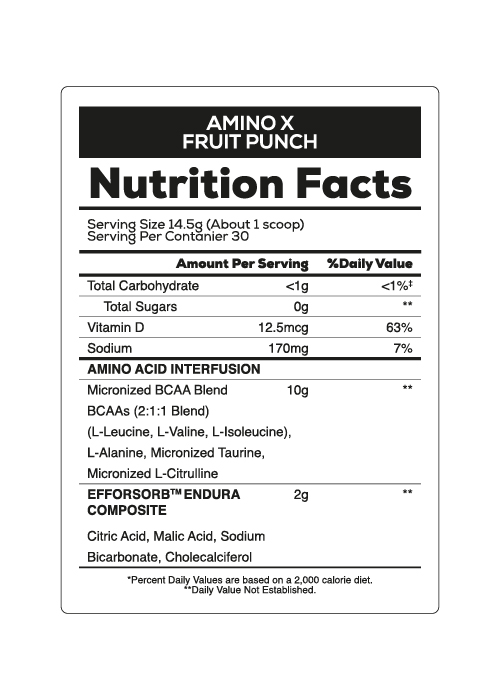 AMINO X
FRUIT PUNCH
Nutrition Facts
Serving Size 14.5g (About 1 scoop)
Serving Per Contanier 30
Amount Per Serving %Daily Value
Total Carbohydrate <1g <1%‡
Total Sugars 0g **
Vitamin D 12.5mcg 63%
Sodium 170mg 7%
AMINO ACID INTERFUSION
Micronized BCAA Blend 10g **
BCAAs (2:1:1 Blend)
(L-Leucine, L-Valine, L-Isoleucine),
L-Alanine, Micronized Taurine,
Micronized L-Citrulline
EFFORSORB™ ENDURA 2g **
COMPOSITE
Citric Acid, Malic Acid, Sodium
Bicarbonate, Cholecalciferol
*Percent Daily Values are based on a 2,000 calorie diet.
**Daily Value Not Established.